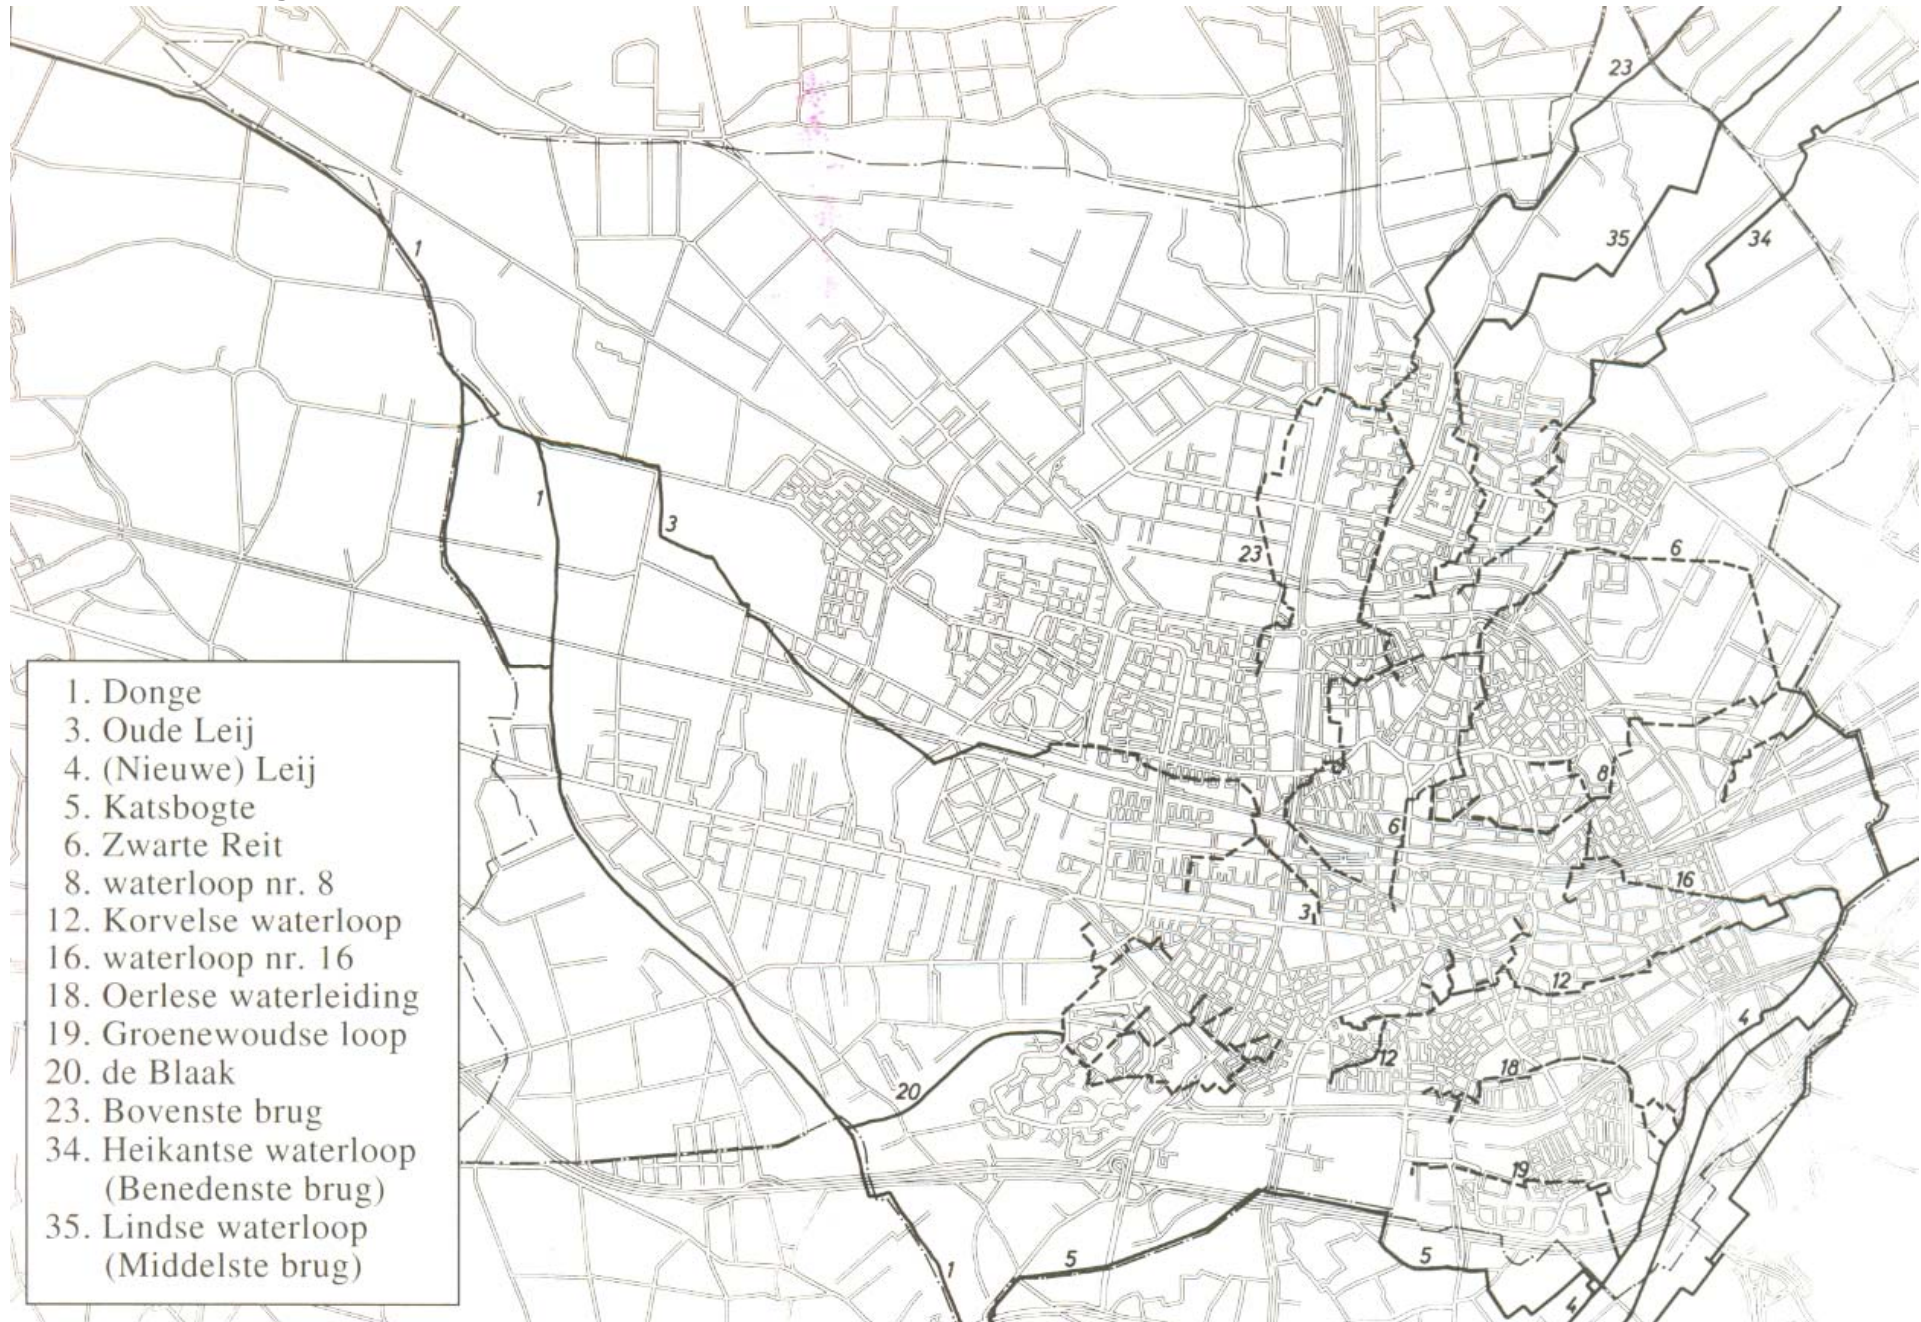 23
35
34
1
1
3
23
6
8
6
16
3
12
4
12
18
20
19
5
5
1
4
1. Donge
3. Oude Leij
4. (Nieuwe) Leij
5. Katsbogte
6. Zwarte Reit
8. waterloop nr. 8
12. Korvelse waterloop
16. waterloop nr. 16
18. Oerlese waterleiding
19. Groenewoudse loop
20. de Blaak
23. Bovenste brug
34. Heikantse waterloop
(Benedenste brug)
35. Lindse waterloop
(Middelste brug)